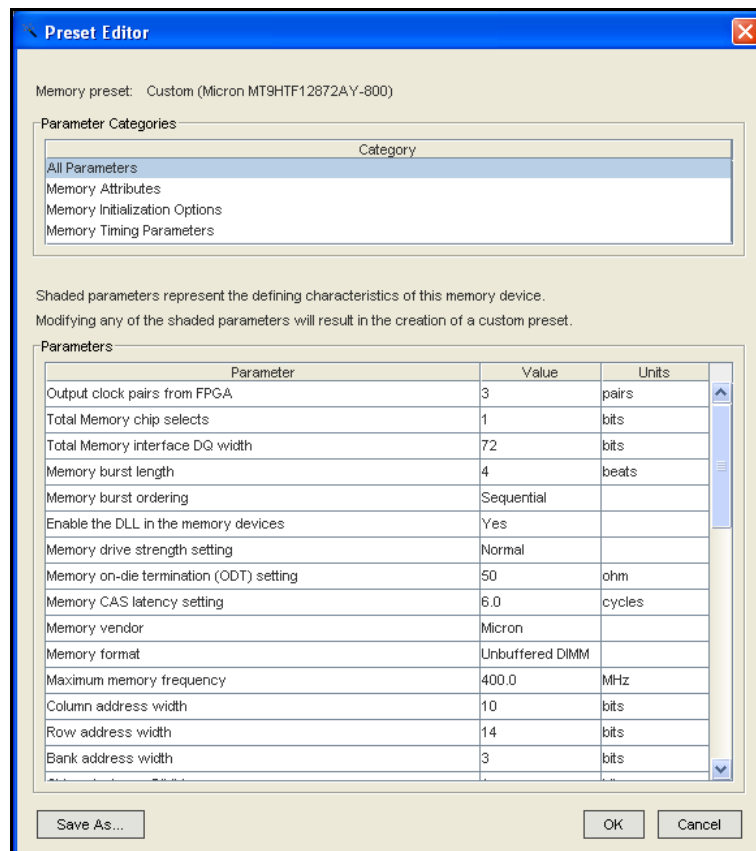 Preset Editor
Memory preset: Custom (Micron MT9HTF12872AY-800)
Parameter Categories
Category
All Parameters
Memory Attributes
Memory Initialization Options
Memory Timing Parameters
Shaded parameters represent the defining characteristics of this memory device.
Modifying any of the shaded parameters will result in the creation of a custom preset.
Parameters
Parameter Value Units
Output clock pairs from FPGA 3 pairs
Total Memory chip selects 1 bits
Total Memory interface DQ width 72 bits
Memory burst length 4 beats
Memory burst ordering Sequential
Enable the DLL in the memory devices Yes
Memory drive strength setting Normal
Memory on-die termination (ODT) setting 50 ohm
Memory CAS latency setting 6.0 cycles
Memory vendor Micron
Memory format Unbuffered DIMM
Maximum memory frequency 400.0 MHz
Column address width 10 bits
Row address width 14 bits
Bank address width 3 bits
Save As... OK Cancel